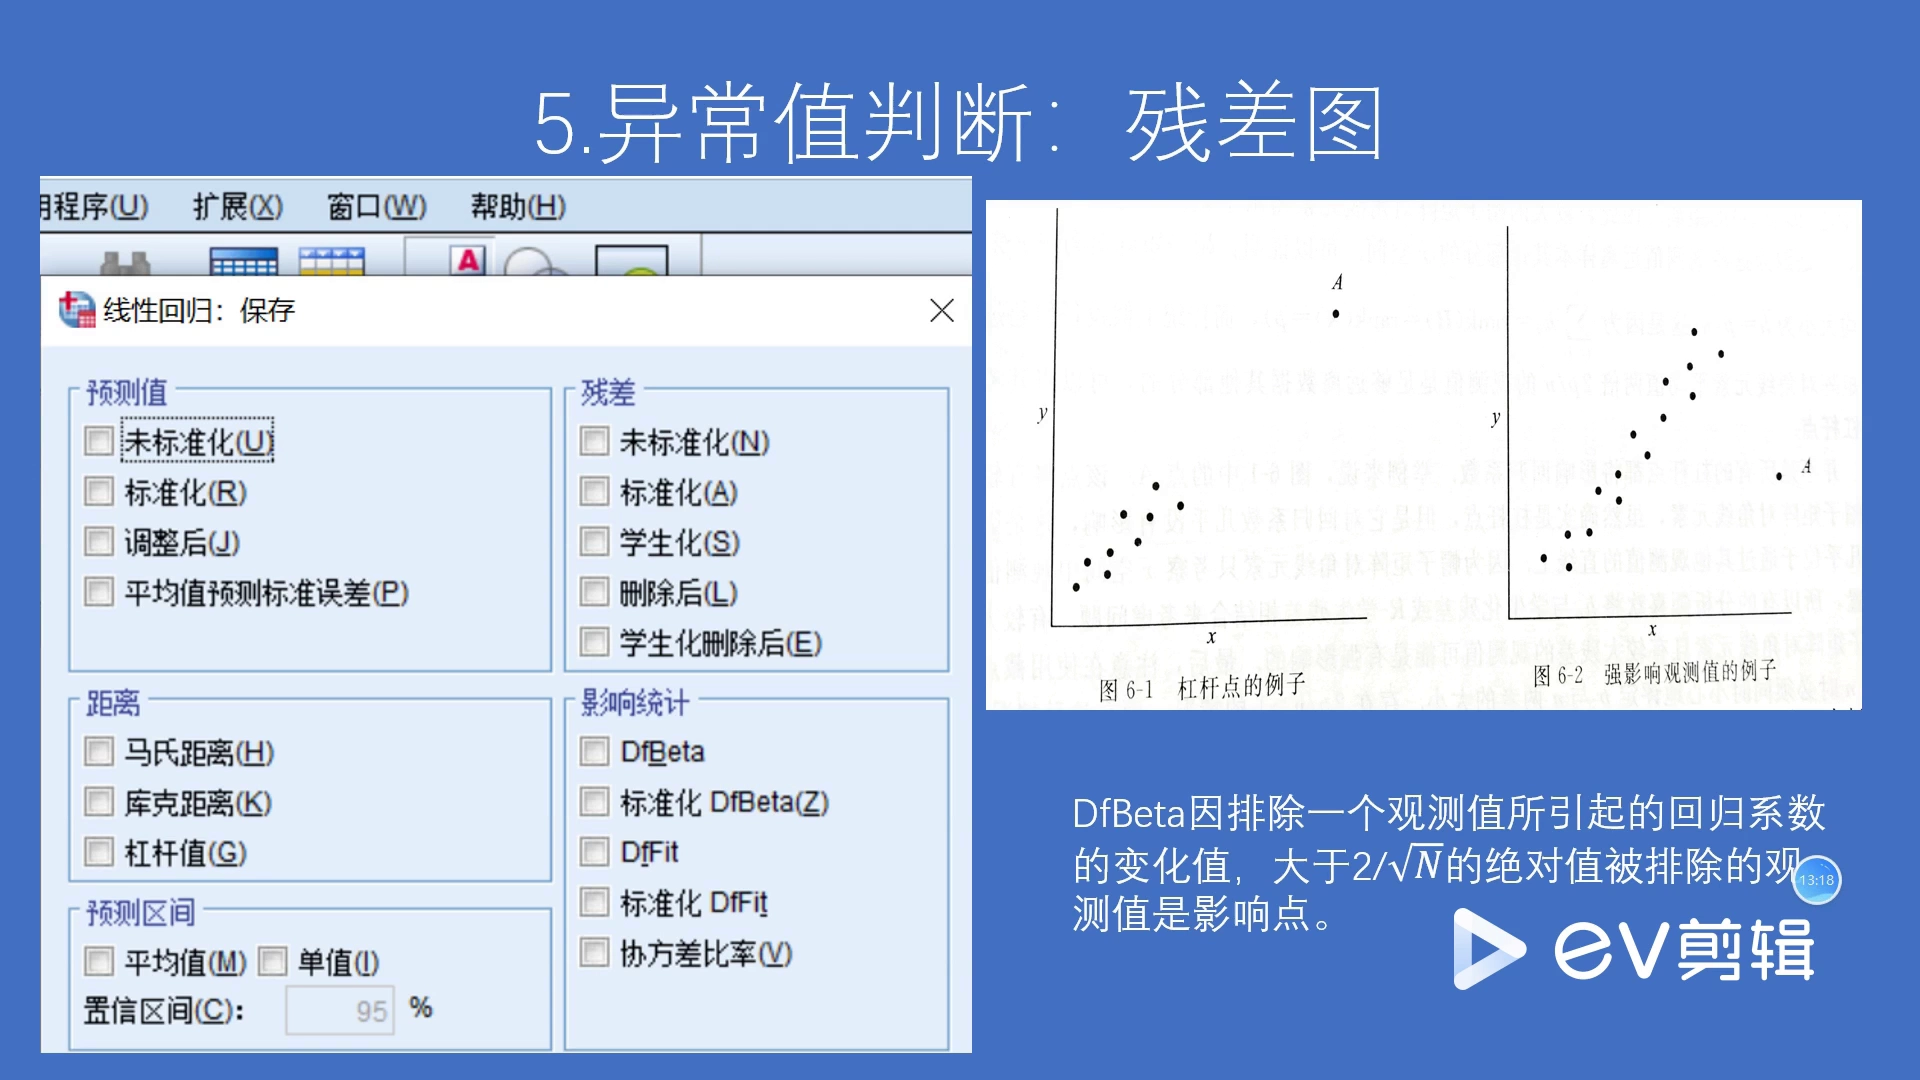 5.异常值判断：残差图
用程序(U) 扩展(X) 窗口(W) 帮助(H)
A
线性回归：保存
预测值
未标准化(U)
标准化(R)
调整后(J)
平均值预测标准误差(P)
残差
未标准化(N)
标准化(A)
学生化(S)
删除后(L)
学生化删除后(E)
距离
马氏距离(H)
库克距离(K)
杠杆值(G)
影响统计
DfBeta
标准化 DfBeta(Z)
DfFit
标准化 DfFit
协方差比率(V)
预测区间
平均值(M) 单值(I)
置信区间(C)： 95 %
A
y
x
图 6-1 杠杆点的例子
A
y
x
图 6-2 强影响观测值的例子
DfBeta因排除一个观测值所引起的回归系数
的变化值，大于2/√N的绝对值被排除的观
测值是影响点。
13:18
eV剪辑